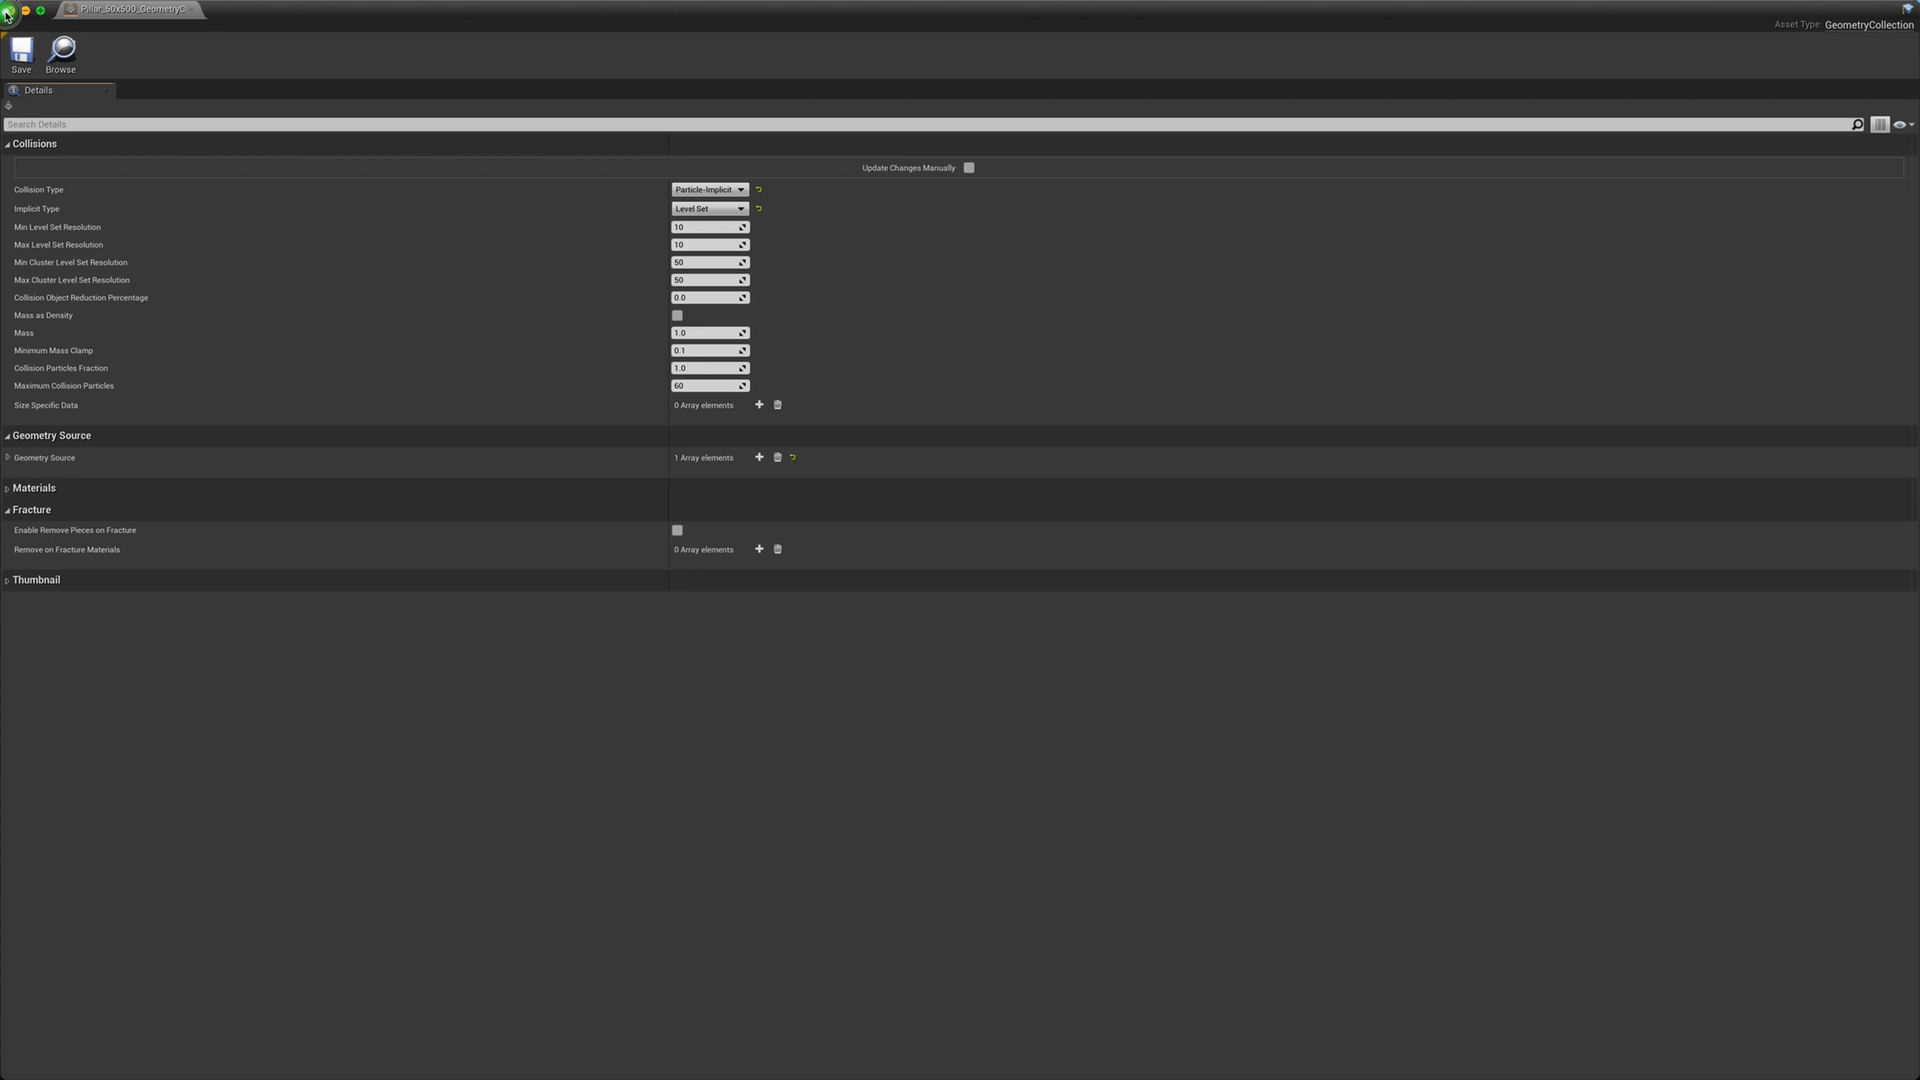 Pillar_50x500_GeometryC
Asset Type: GeometryCollection
Save Browse
Details
Search Details
Collisions
Update Changes Manually
Collision Type Particle-Implicit
Implicit Type Level Set
Min Level Set Resolution 10
Max Level Set Resolution 10
Min Cluster Level Set Resolution 50
Max Cluster Level Set Resolution 50
Collision Object Reduction Percentage 0.0
Mass as Density
Mass 1.0
Minimum Mass Clamp 0.1
Collision Particles Fraction 1.0
Maximum Collision Particles 60
Size Specific Data 0 Array elements
Geometry Source
Geometry Source 1 Array elements
Materials
Fracture
Enable Remove Pieces on Fracture
Remove on Fracture Materials 0 Array elements
Thumbnail